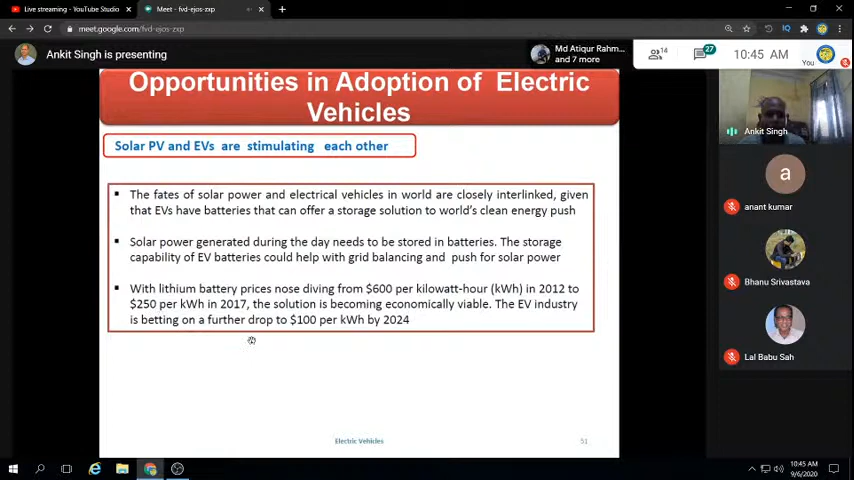 Live streaming - YouTube Studio
Meet - fvd-ejos-zxp
meet.google.com/fvd-ejos-zxp
Ankit Singh is presenting
Md Atiqur Rahm...
and 7 more
14
27
10:45 AM
You
Opportunities in Adoption of Electric
Vehicles
Solar PV and EVs are stimulating each other
The fates of solar power and electrical vehicles in world are closely interlinked, given
that EVs have batteries that can offer a storage solution to world's clean energy push
Solar power generated during the day needs to be stored in batteries. The storage
capability of EV batteries could help with grid balancing and push for solar power
With lithium battery prices nose diving from $600 per kilowatt-hour (kWh) in 2012 to
$250 per kWh in 2017, the solution is becoming economically viable. The EV industry
is betting on a further drop to $100 per kWh by 2024
Electric Vehicles
51
Ankit Singh
a
anant kumar
Bhanu Srivastava
Lal Babu Sah
10:45 AM
9/6/2020